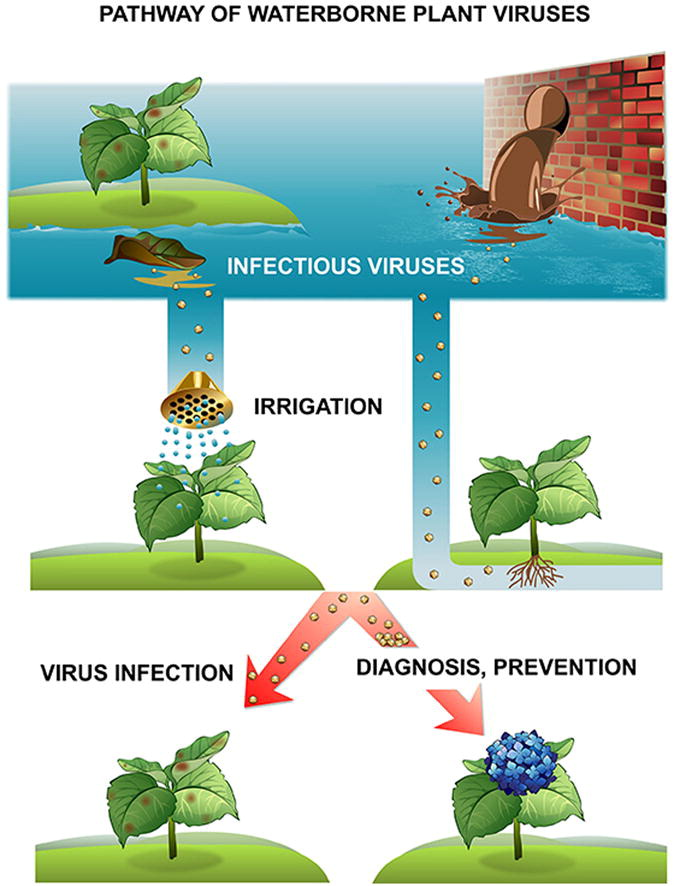 PATHWAY OF WATERBORNE PLANT VIRUSES
INFECTIOUS VIRUSES
IRRIGATION
VIRUS INFECTION
DIAGNOSIS, PREVENTION